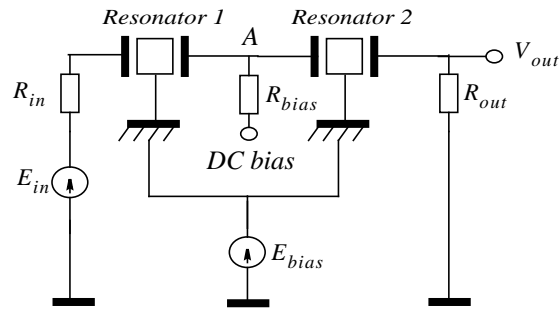 Resonator 1
Resonator 2
A
V_out
R_in
R_bias
R_out
DC bias
E_in
E_bias